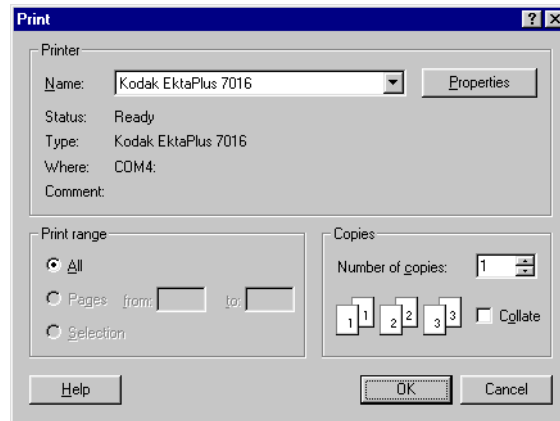 Print
Printer
Name: Kodak EktaPlus 7016 Properties
Status: Ready
Type: Kodak EktaPlus 7016
Where: COM4:
Comment:
Print range
All
Pages from: to:
Selection
Copies
Number of copies: 1
1 1 2 2 3 3 Collate
Help OK Cancel